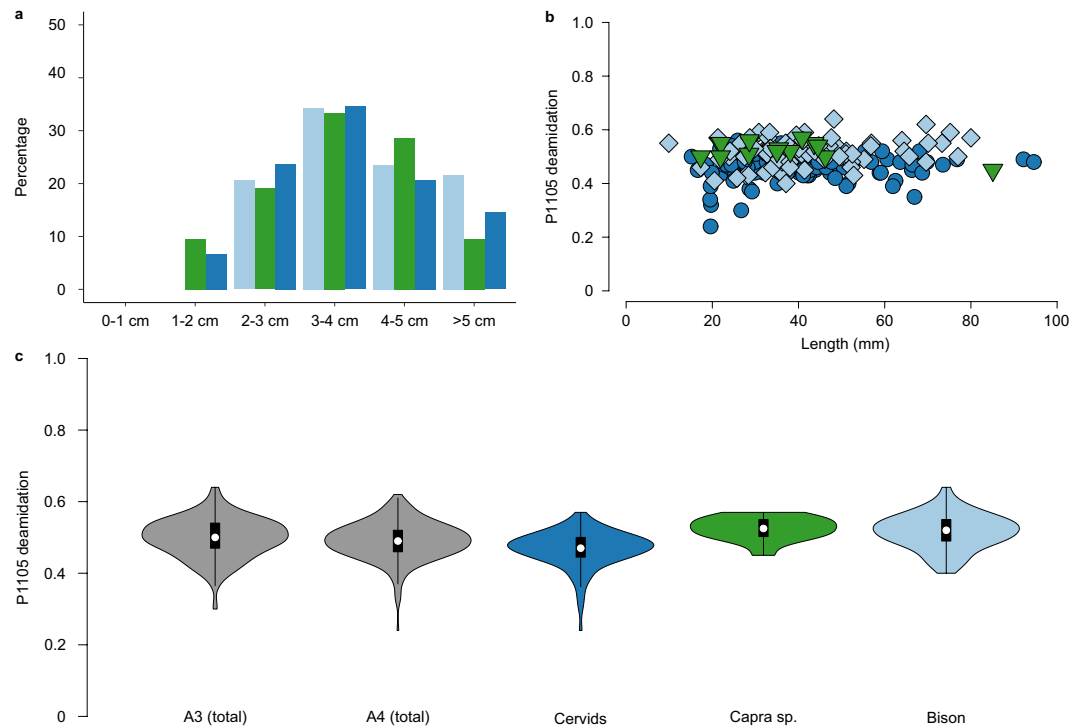 a
50
40
30
20
10
0
Percentage
0-1 cm 1-2 cm 2-3 cm 3-4 cm 4-5 cm >5 cm
b
1.0
0.8
0.6
0.4
0.2
0
P1105 deamidation
0 20 40 60 80 100
Length (mm)
c
1.0
0.8
0.6
0.4
0.2
0
P1105 deamidation
A3 (total) A4 (total) Cervids Capra sp. Bison